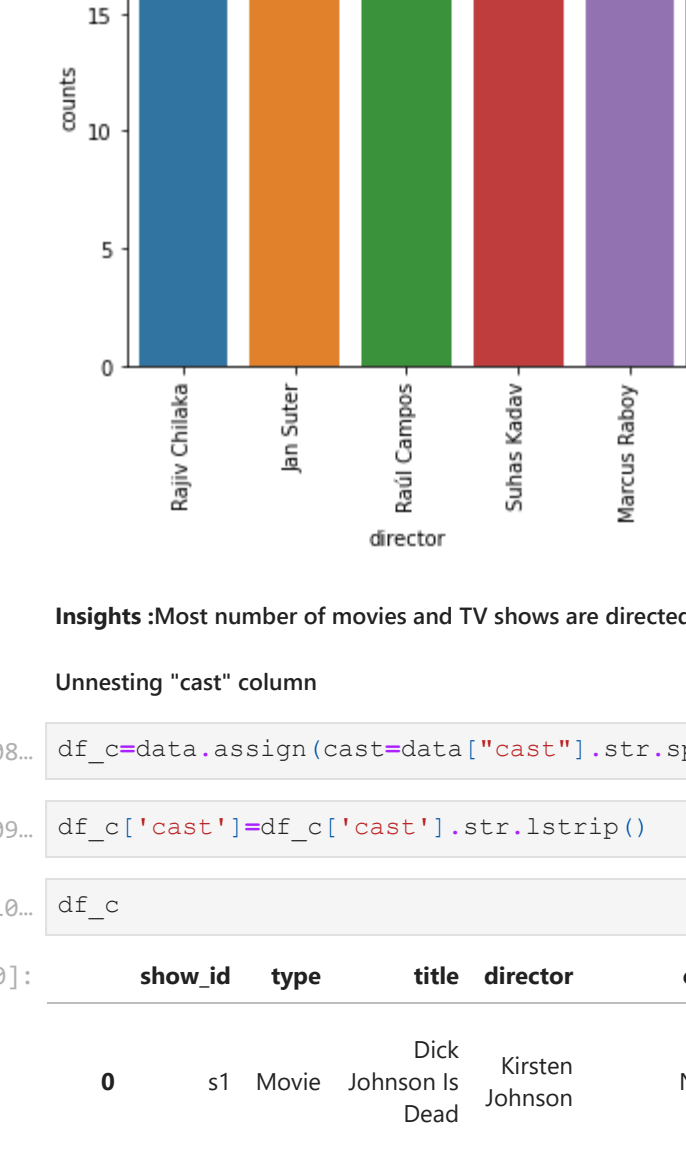 15
counts
10
5
0
Rajiv Chilaka
Jan Suter
Raúl Campos
Suhas Kadav
Marcus Raboy
director
Insights :Most number of movies and TV shows are directed
Unnesting "cast" column
8…
df_c=data.assign(cast=data["cast"].str.sp
9…
df_c['cast']=df_c['cast'].str.lstrip()
0…
df_c
]:
show_id type title director
Dick
Kirsten
0 s1 Movie Johnson Is
Johnson
Dead